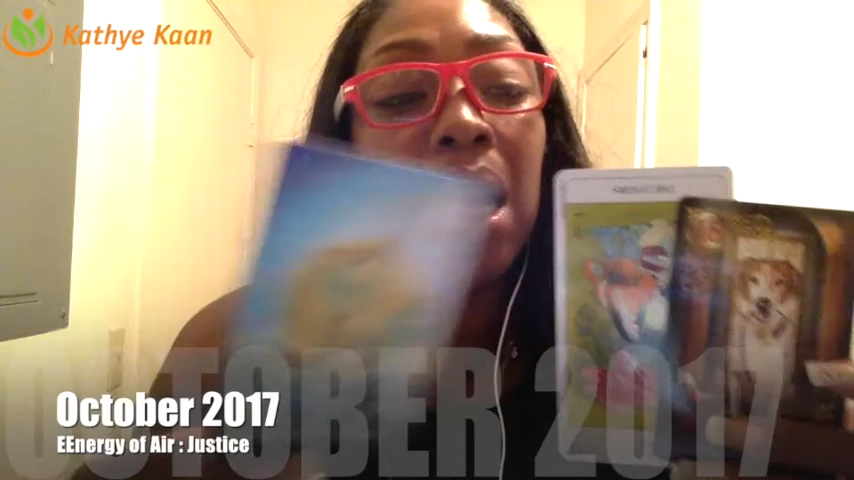 Kathye Kaan
OCTOBER 2017
October 2017
EEnergy of Air : Justice